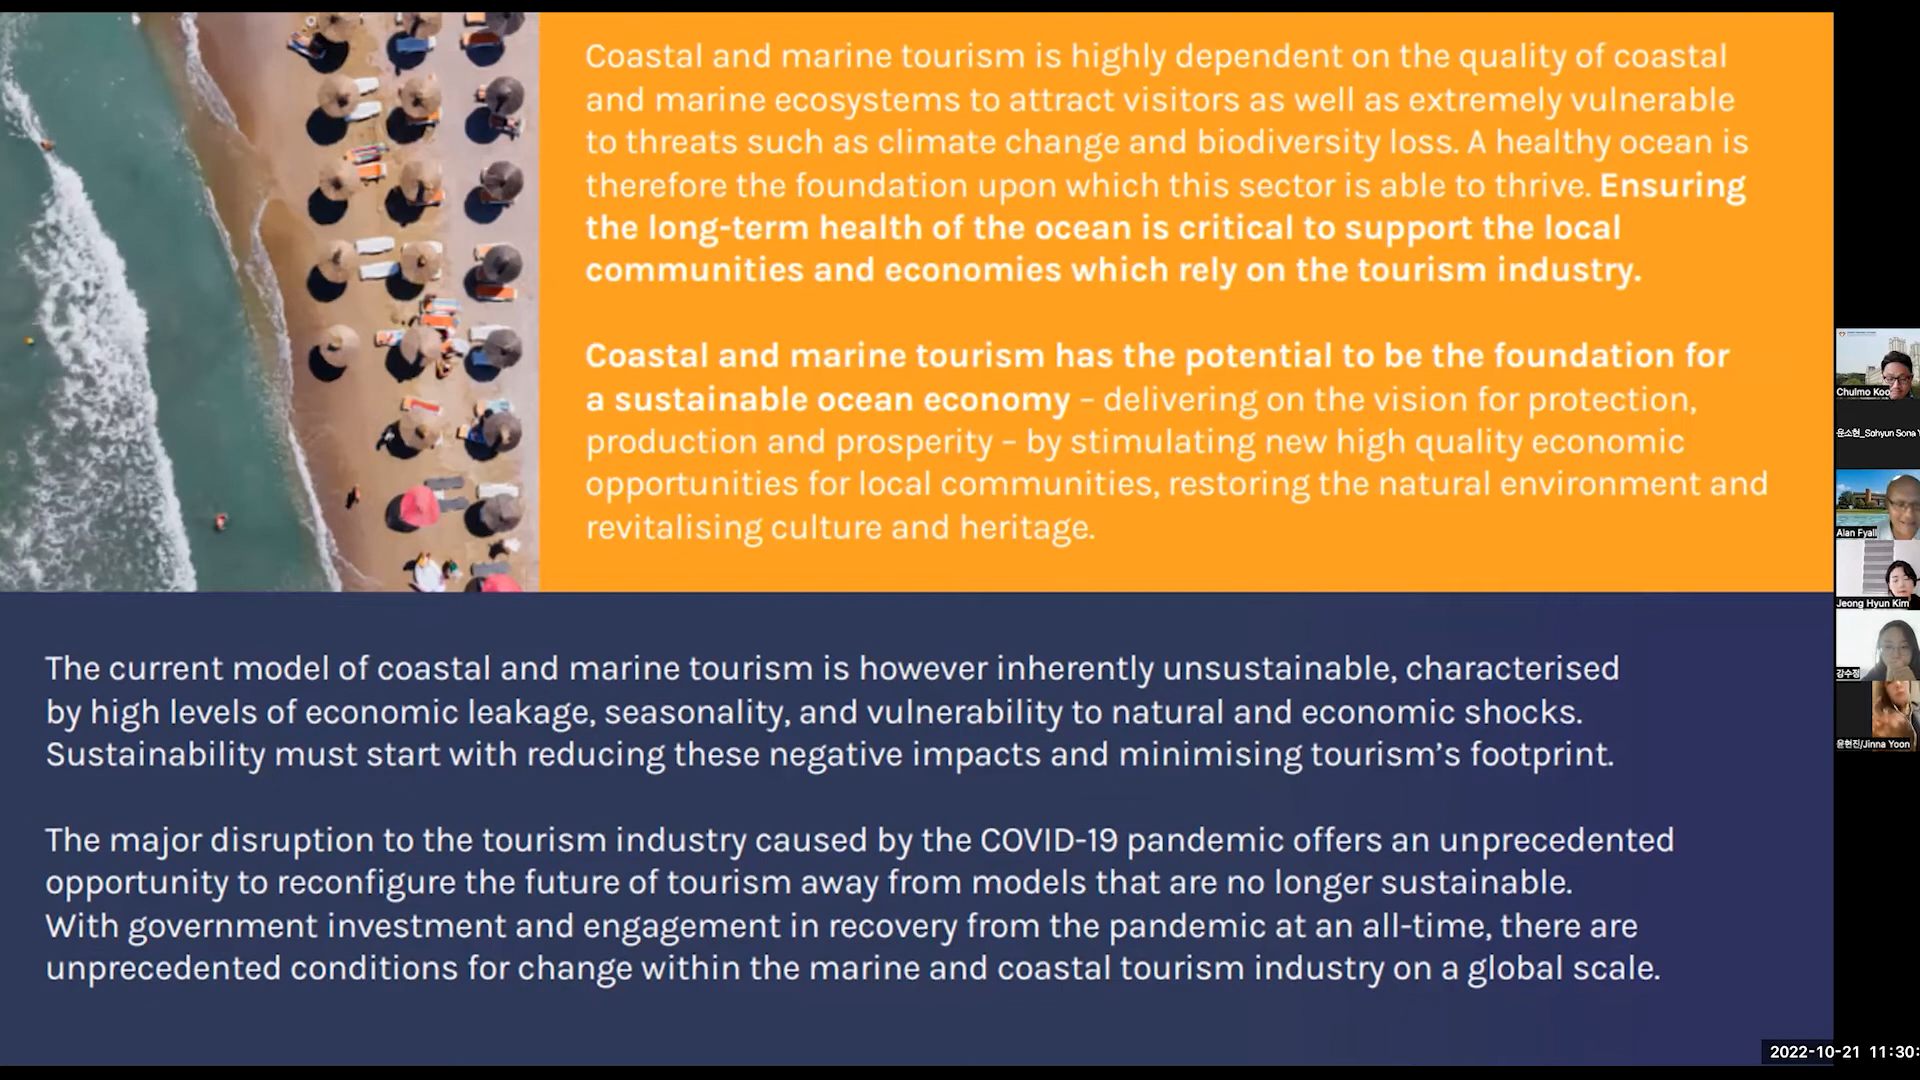 Coastal and marine tourism is highly dependent on the quality of coastal
and marine ecosystems to attract visitors as well as extremely vulnerable
to threats such as climate change and biodiversity loss. A healthy ocean is
therefore the foundation upon which this sector is able to thrive. Ensuring
the long-term health of the ocean is critical to support the local
communities and economies which rely on the tourism industry.
Coastal and marine tourism has the potential to be the foundation for
a sustainable ocean economy – delivering on the vision for protection,
production and prosperity – by stimulating new high quality economic
opportunities for local communities, restoring the natural environment and
revitalising culture and heritage.
The current model of coastal and marine tourism is however inherently unsustainable, characterised
by high levels of economic leakage, seasonality, and vulnerability to natural and economic shocks.
Sustainability must start with reducing these negative impacts and minimising tourism's footprint.
The major disruption to the tourism industry caused by the COVID-19 pandemic offers an unprecedented
opportunity to reconfigure the future of tourism away from models that are no longer sustainable.
With government investment and engagement in recovery from the pandemic at an all-time, there are
unprecedented conditions for change within the marine and coastal tourism industry on a global scale.
Chulmo Koo
윤소현_Sohyun Sona
Alan Fyall
Jeong Hyun Kim
강수정
윤현진/Jinna Yoon
2022-10-21 11:30: